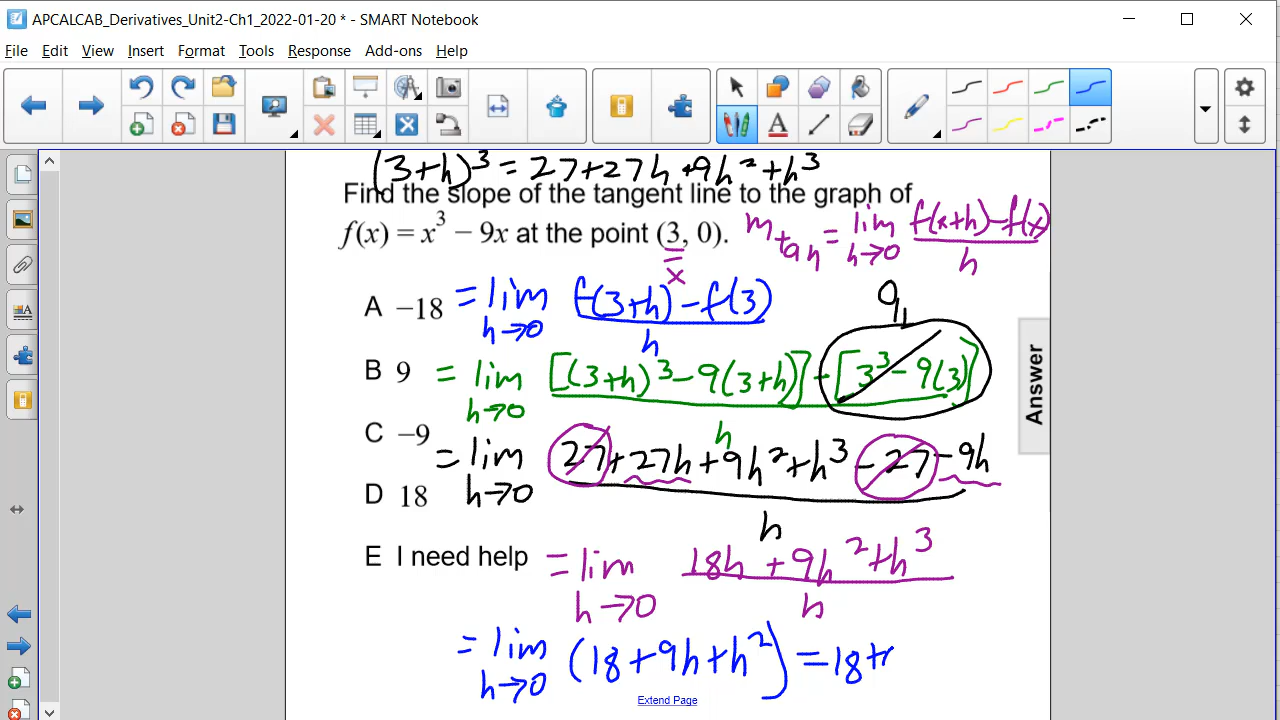 APCALCAB_Derivatives_Unit2-Ch1_2022-01-20 * - SMART Notebook
File Edit View Insert Format Tools Response Add-ons Help
(3+h)³ = 27+27h+9h²+h³
Find the slope of the tangent line to the graph of
f(x) = x³ − 9x at the point (3, 0).
m tan = lim h→0 f(x+h)−f(x) / h
x
A −18
= lim h→0 f(3+h)−f(3) / h
B 9
= lim h→0 [(3+h)³−9(3+h)]−[3³−9(3)] / h
C −9
= lim h→0 27+27h+9h²+h³−27−9h / h
D 18
E I need help
= lim h→0 18h+9h²+h³ / h
= lim h→0 (18+9h+h²) = 18+
Answer
Extend Page